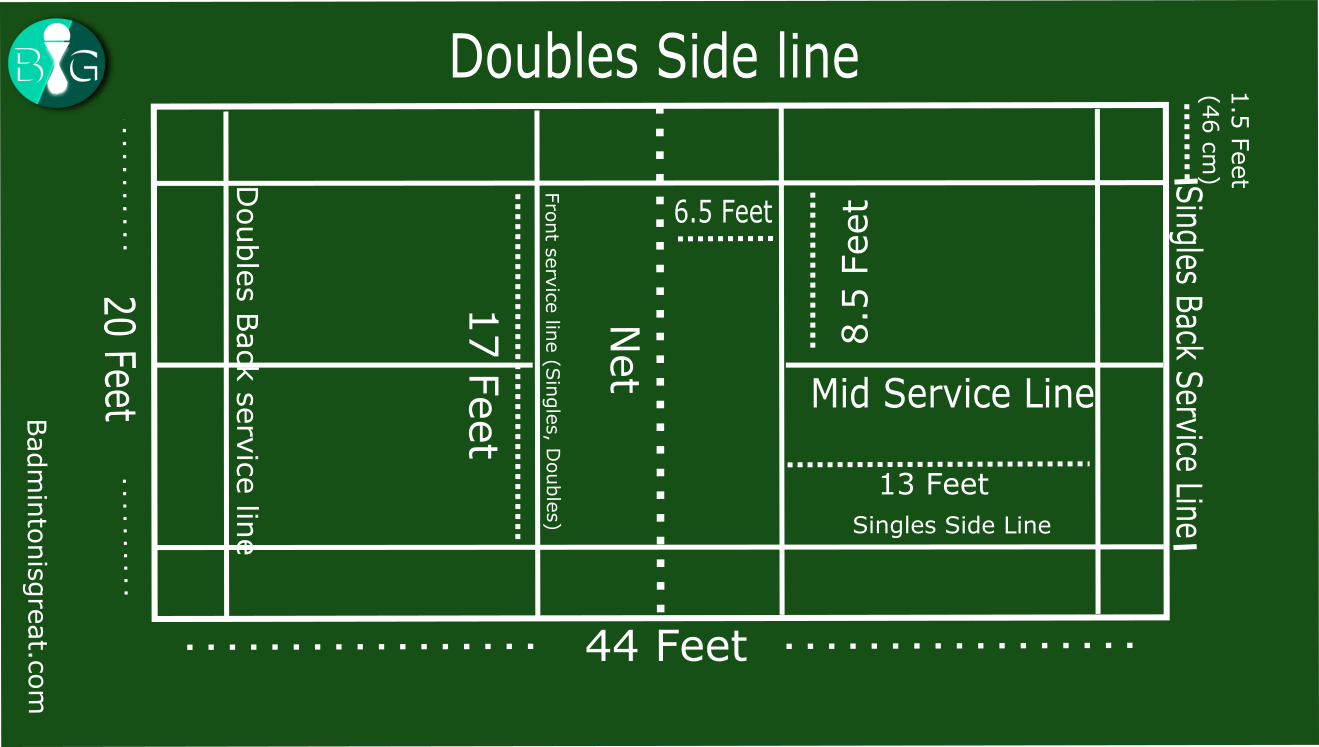 BG
Doubles Side line
1.5 Feet
(46 cm)
20 Feet
Doubles Back service line
17 Feet
Front service line (Singles, Doubles)
Net
6.5 Feet
8.5 Feet
Mid Service Line
13 Feet
Singles Side Line
Singles Back Service Line
44 Feet
Badmintonisgreat.com